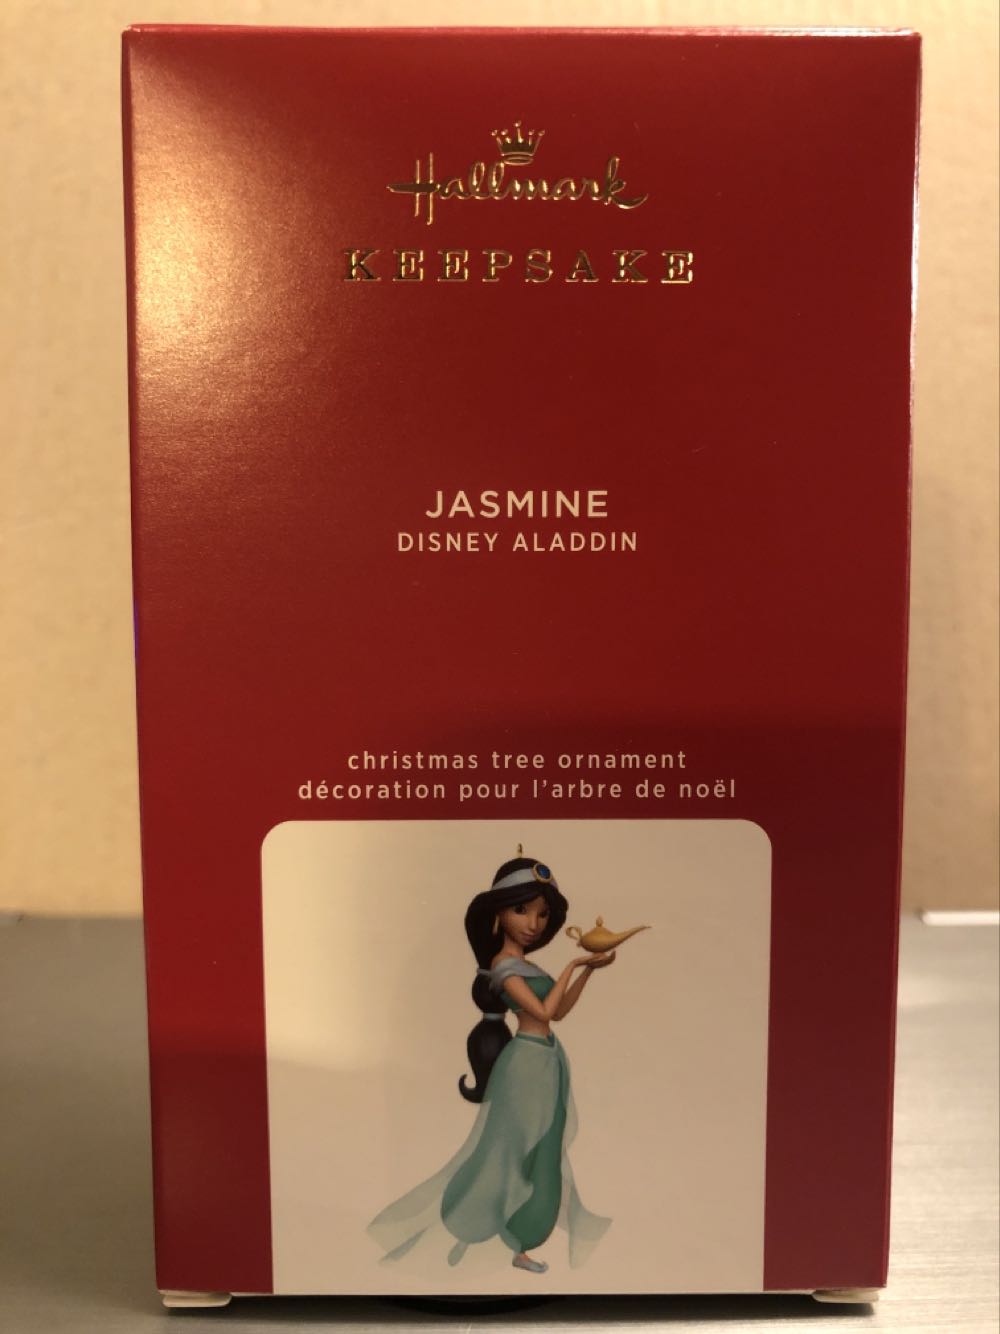 Hallmark
KEEPSAKE
JASMINE
DISNEY ALADDIN
christmas tree ornament
décoration pour l'arbre de noël